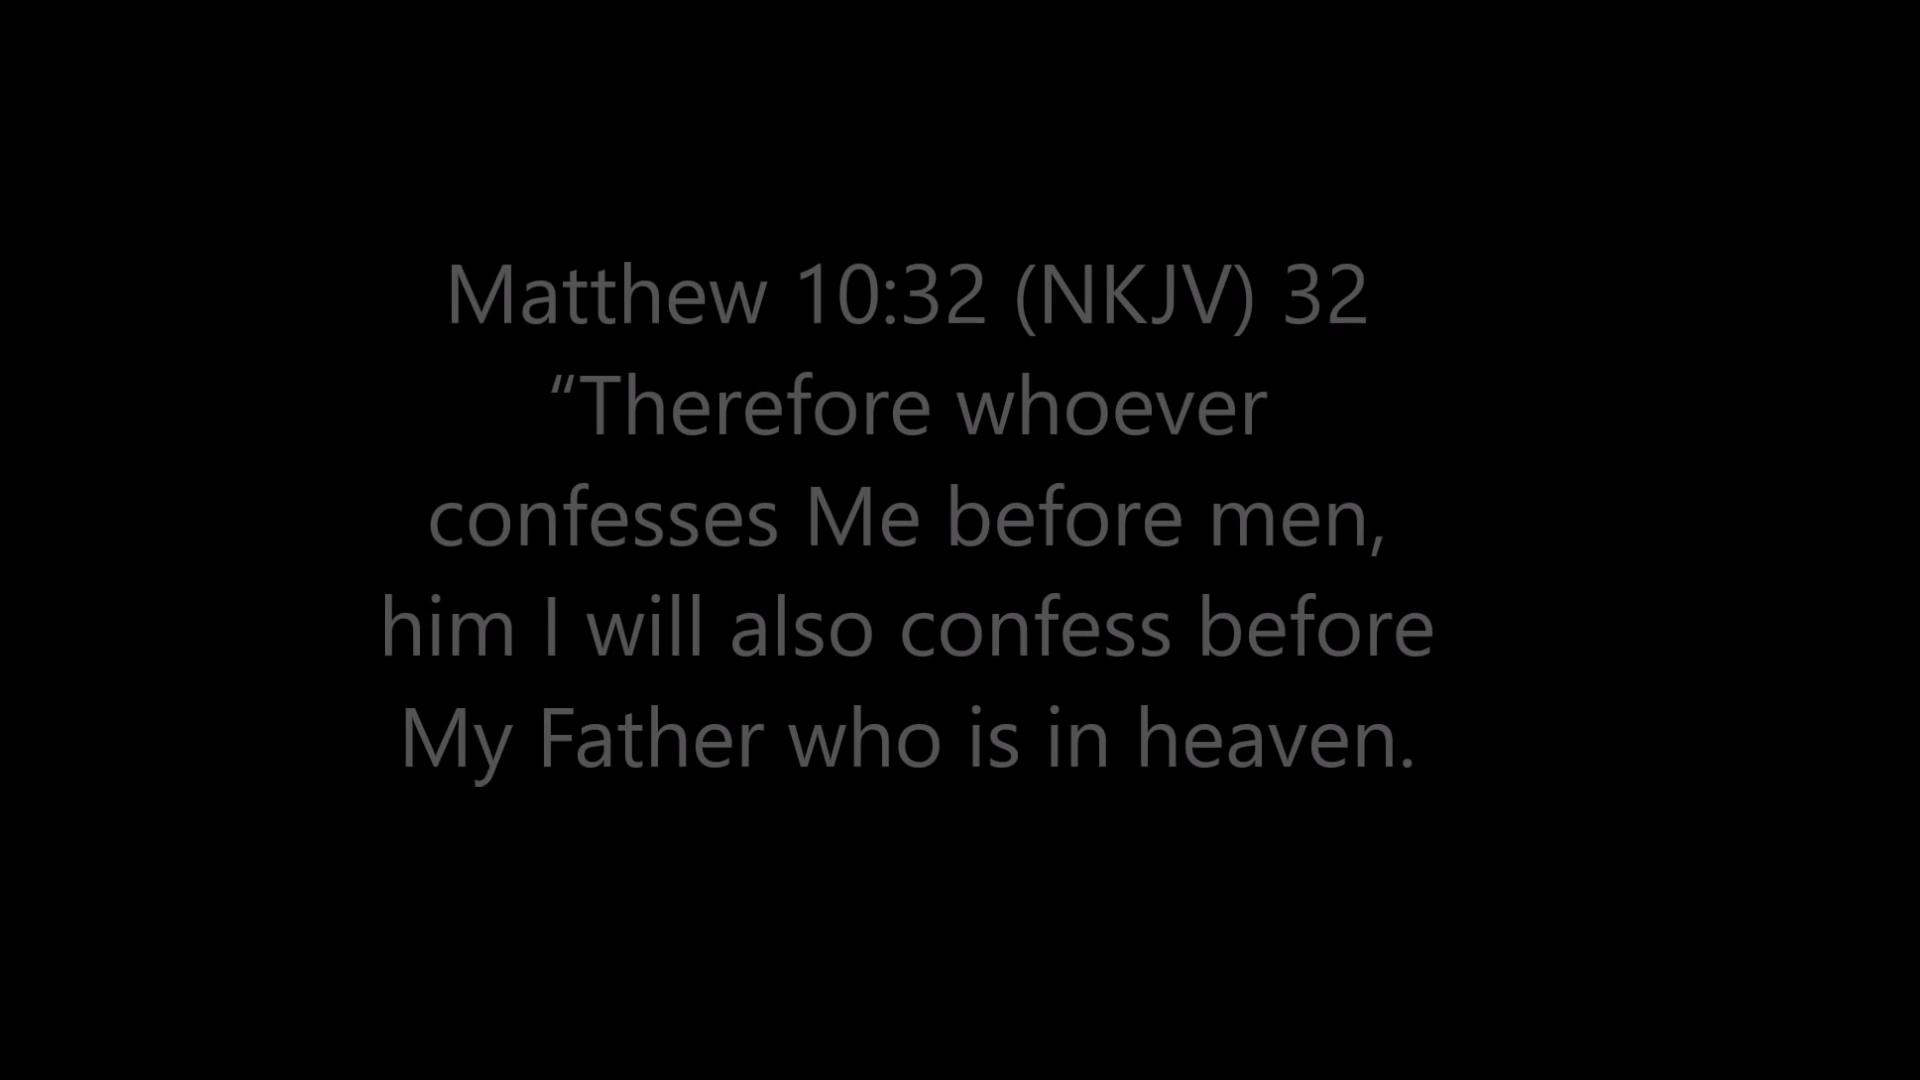 Matthew 10:32 (NKJV) 32
“Therefore whoever
confesses Me before men,
him I will also confess before
My Father who is in heaven.